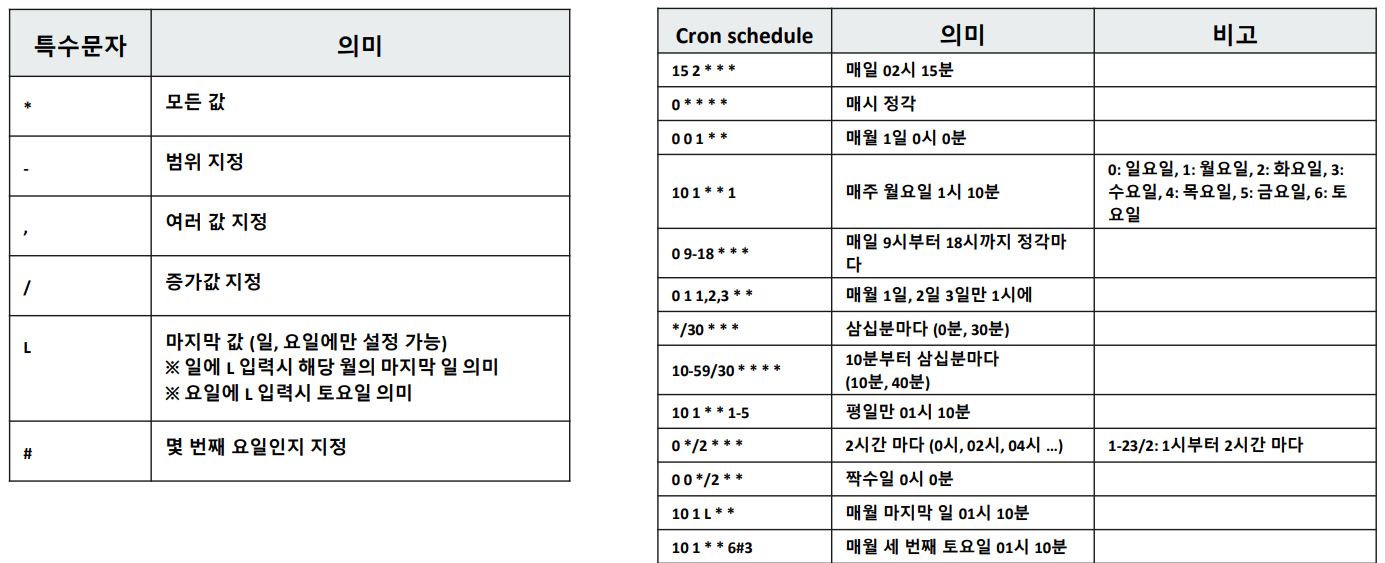 특수문자 의미
* 모든 값
- 범위 지정
, 여러 값 지정
/ 증가값 지정
L 마지막 값 (일, 요일에만 설정 가능)
※ 일에 L 입력시 해당 월의 마지막 일 의미
※ 요일에 L 입력시 토요일 의미
# 몇 번째 요일인지 지정
Cron schedule 의미 비고
15 2 * * * 매일 02시 15분
0 * * * * 매시 정각
0 0 1 * * 매월 1일 0시 0분
10 1 * * 1 매주 월요일 1시 10분
0: 일요일, 1: 월요일, 2: 화요일, 3:
수요일, 4: 목요일, 5: 금요일, 6: 토
요일
0 9-18 * * * 매일 9시부터 18시까지 정각마
다
0 1 1,2,3 * * 매월 1일, 2일 3일만 1시에
*/30 * * * 삼십분마다 (0분, 30분)
10-59/30 * * * * 10분부터 삼십분마다
(10분, 40분)
10 1 * * 1-5 평일만 01시 10분
0 */2 * * * 2시간 마다 (0시, 02시, 04시 ...) 1-23/2: 1시부터 2시간 마다
0 0 */2 * * 짝수일 0시 0분
10 1 L * * 매월 마지막 일 01시 10분
10 1 * * 6#3 매월 세 번째 토요일 01시 10분